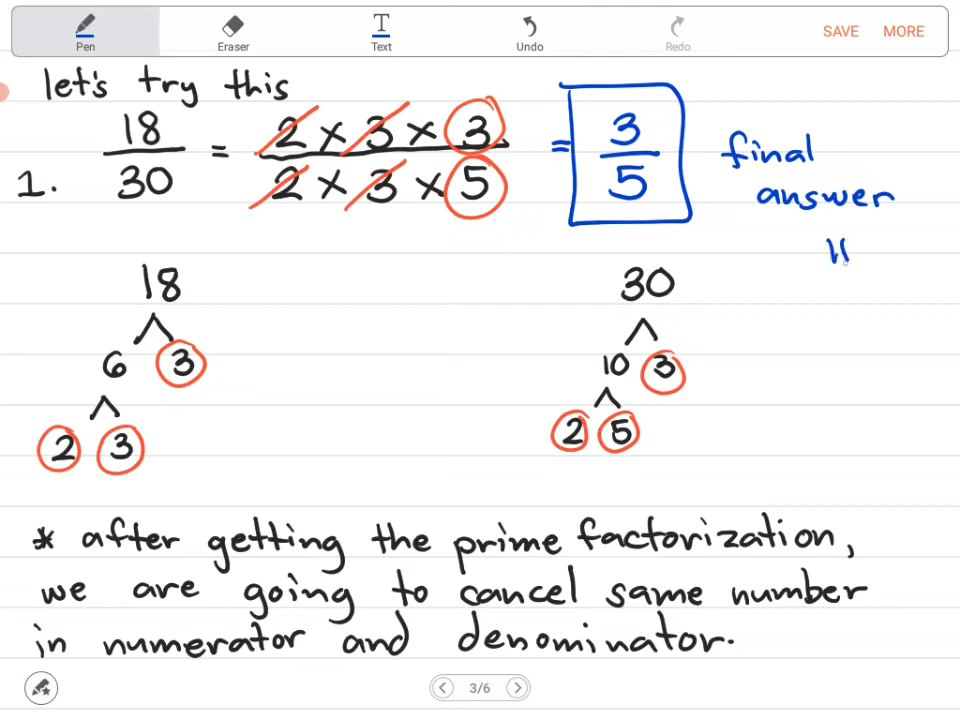 Pen Eraser Text Undo Redo SAVE MORE
let's try this
1. 18/30 = 2 × 3 × 3 / 2 × 3 × 5 = 3/5 final answer
18 30
6 3 10 3
2 3 2 5
* after getting the prime factorization,
we are going to cancel same number
in numerator and denominator.
3/6